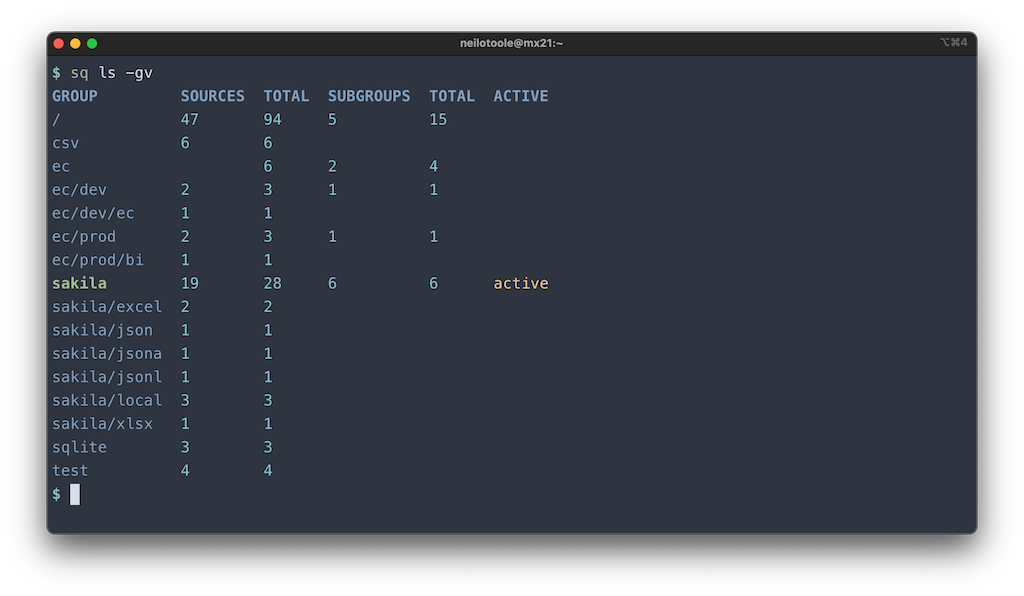 neilotoole@mx21:~ ⌥⌘4
$ sq ls -gv
GROUP SOURCES TOTAL SUBGROUPS TOTAL ACTIVE
/ 47 94 5 15
csv 6 6
ec 6 2 4
ec/dev 2 3 1 1
ec/dev/ec 1 1
ec/prod 2 3 1 1
ec/prod/bi 1 1
sakila 19 28 6 6 active
sakila/excel 2 2
sakila/json 1 1
sakila/jsona 1 1
sakila/jsonl 1 1
sakila/local 3 3
sakila/xlsx 1 1
sqlite 3 3
test 4 4
$